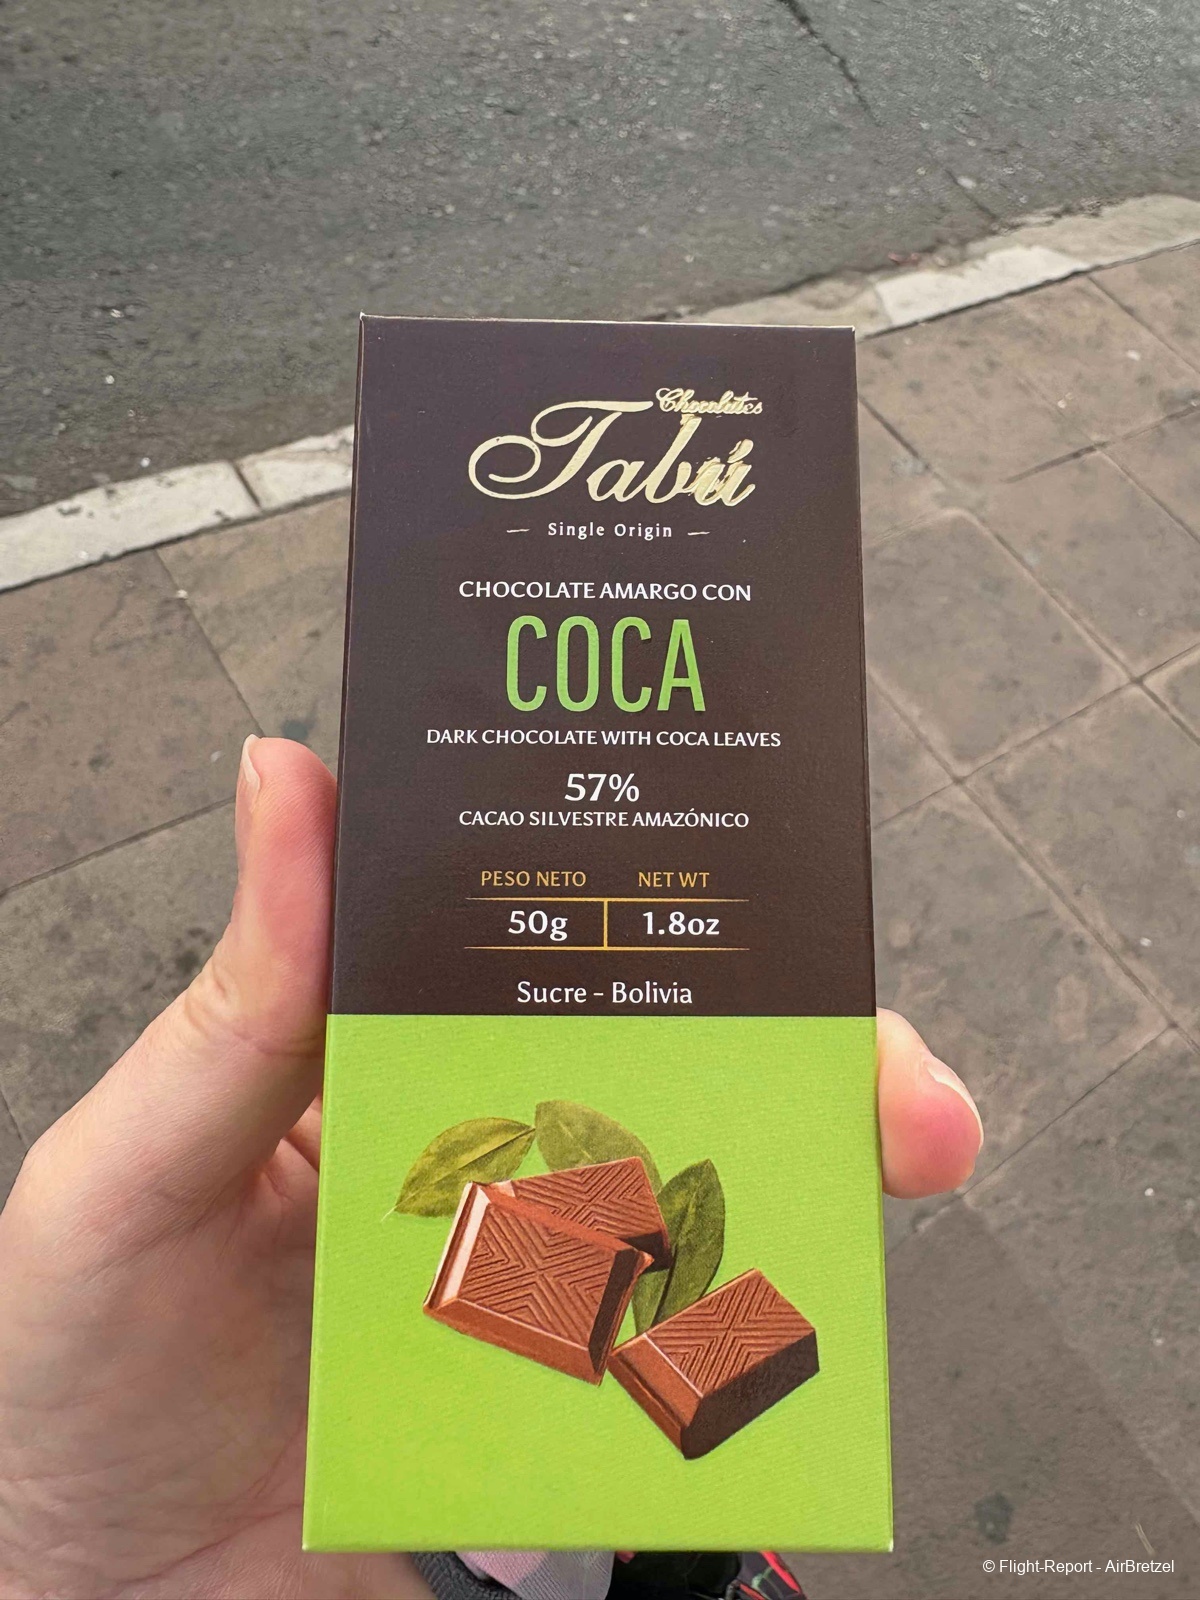 Chocolates
Tabú
Single Origin
CHOCOLATE AMARGO CON
COCA
DARK CHOCOLATE WITH COCA LEAVES
57%
CACAO SILVESTRE AMAZÓNICO
PESO NETO NET WT
50g 1.8oz
Sucre - Bolivia
© Flight-Report - AirBretzel